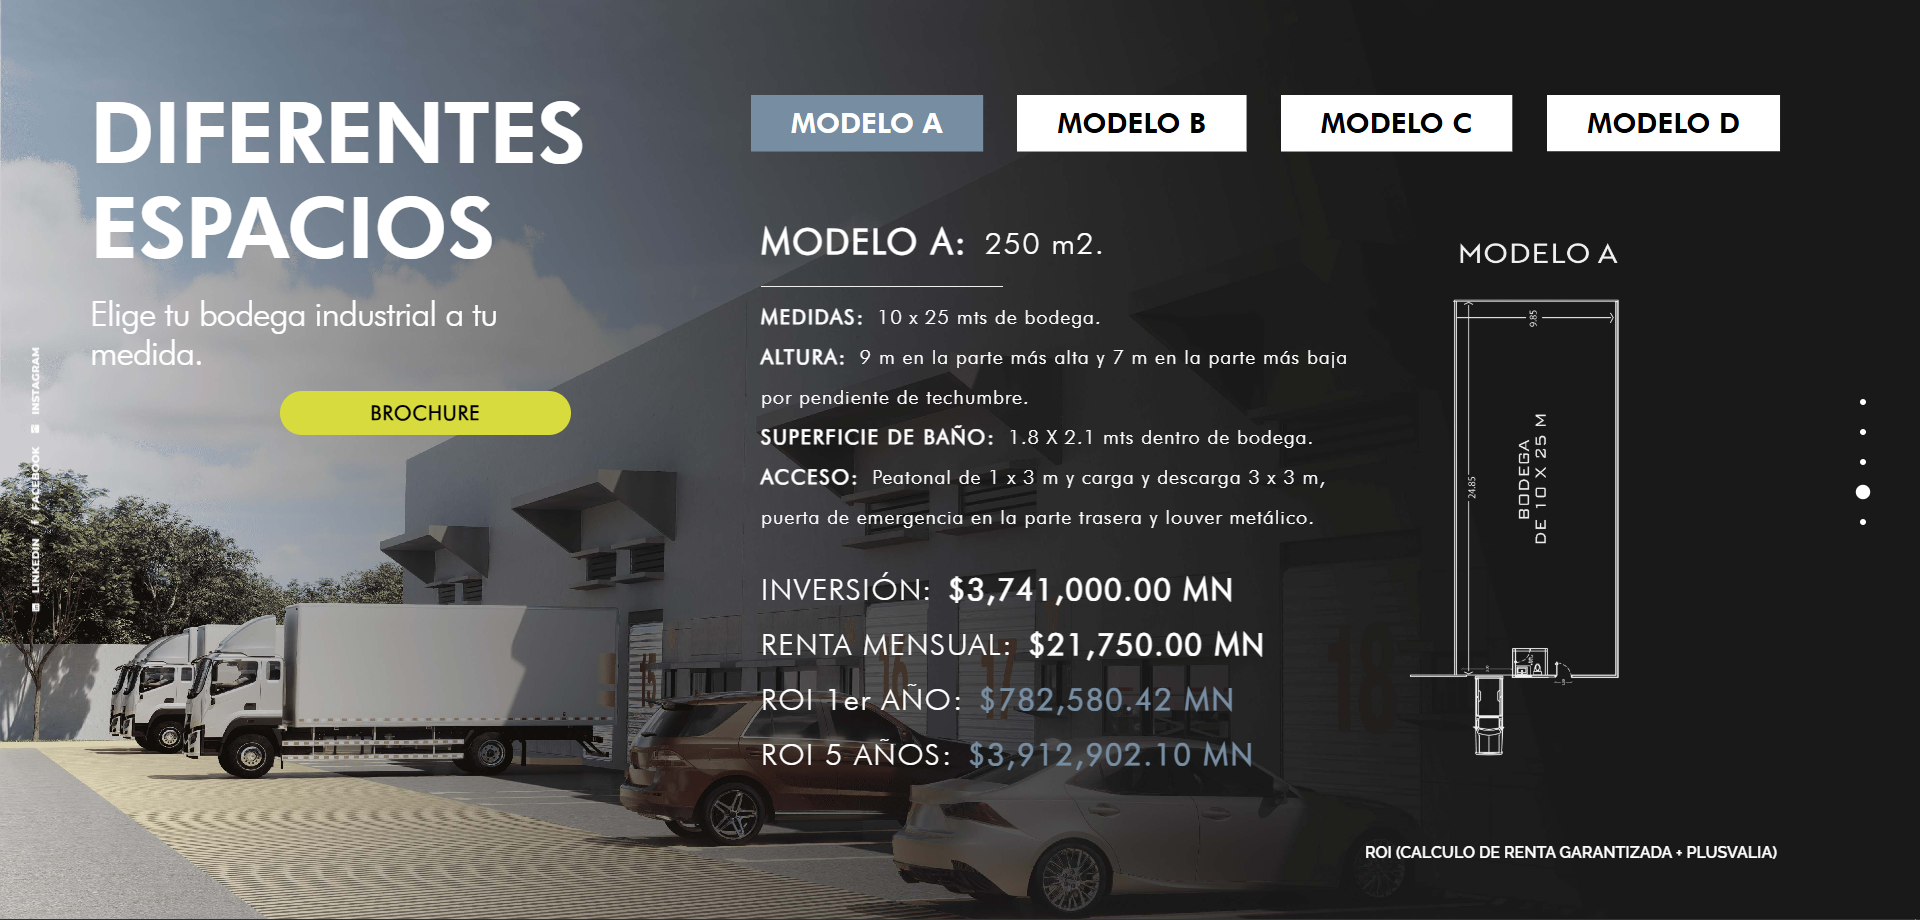 DIFERENTES
ESPACIOS
Elige tu bodega industrial a tu
medida.
BROCHURE
INSTAGRAM
FACEBOOK
LINKEDIN
MODELO A
MODELO B
MODELO C
MODELO D
MODELO A: 250 m2.
MEDIDAS: 10 x 25 mts de bodega.
ALTURA: 9 m en la parte más alta y 7 m en la parte más baja
por pendiente de techumbre.
SUPERFICIE DE BAÑO: 1.8 X 2.1 mts dentro de bodega.
ACCESO: Peatonal de 1 x 3 m y carga y descarga 3 x 3 m,
puerta de emergencia en la parte trasera y louver metálico.
INVERSIÓN: $3,741,000.00 MN
RENTA MENSUAL: $21,750.00 MN
ROI 1er AÑO: $782,580.42 MN
ROI 5 AÑOS: $3,912,902.10 MN
MODELO A
9.85
24.85
BODEGA
DE 10 X 25 M
15
16
17
18
ROI (CALCULO DE RENTA GARANTIZADA + PLUSVALIA)